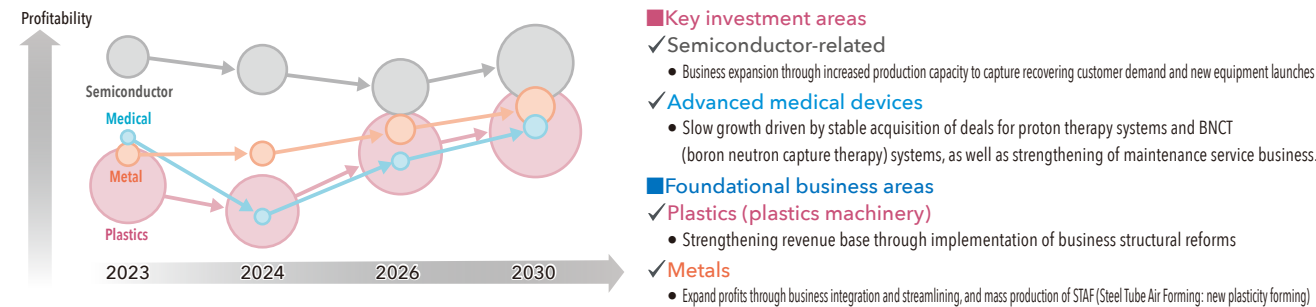 Profitability
Semiconductor
Medical
Metal
Plastics
2023
2024
2026
2030
■Key investment areas
✓Semiconductor-related
● Business expansion through increased production capacity to capture recovering customer demand and new equipment launches
✓Advanced medical devices
● Slow growth driven by stable acquisition of deals for proton therapy systems and BNCT
(boron neutron capture therapy) systems, as well as strengthening of maintenance service business.
■Foundational business areas
✓Plastics (plastics machinery)
● Strengthening revenue base through implementation of business structural reforms
✓Metals
● Expand profits through business integration and streamlining, and mass production of STAF (Steel Tube Air Forming: new plasticity forming)